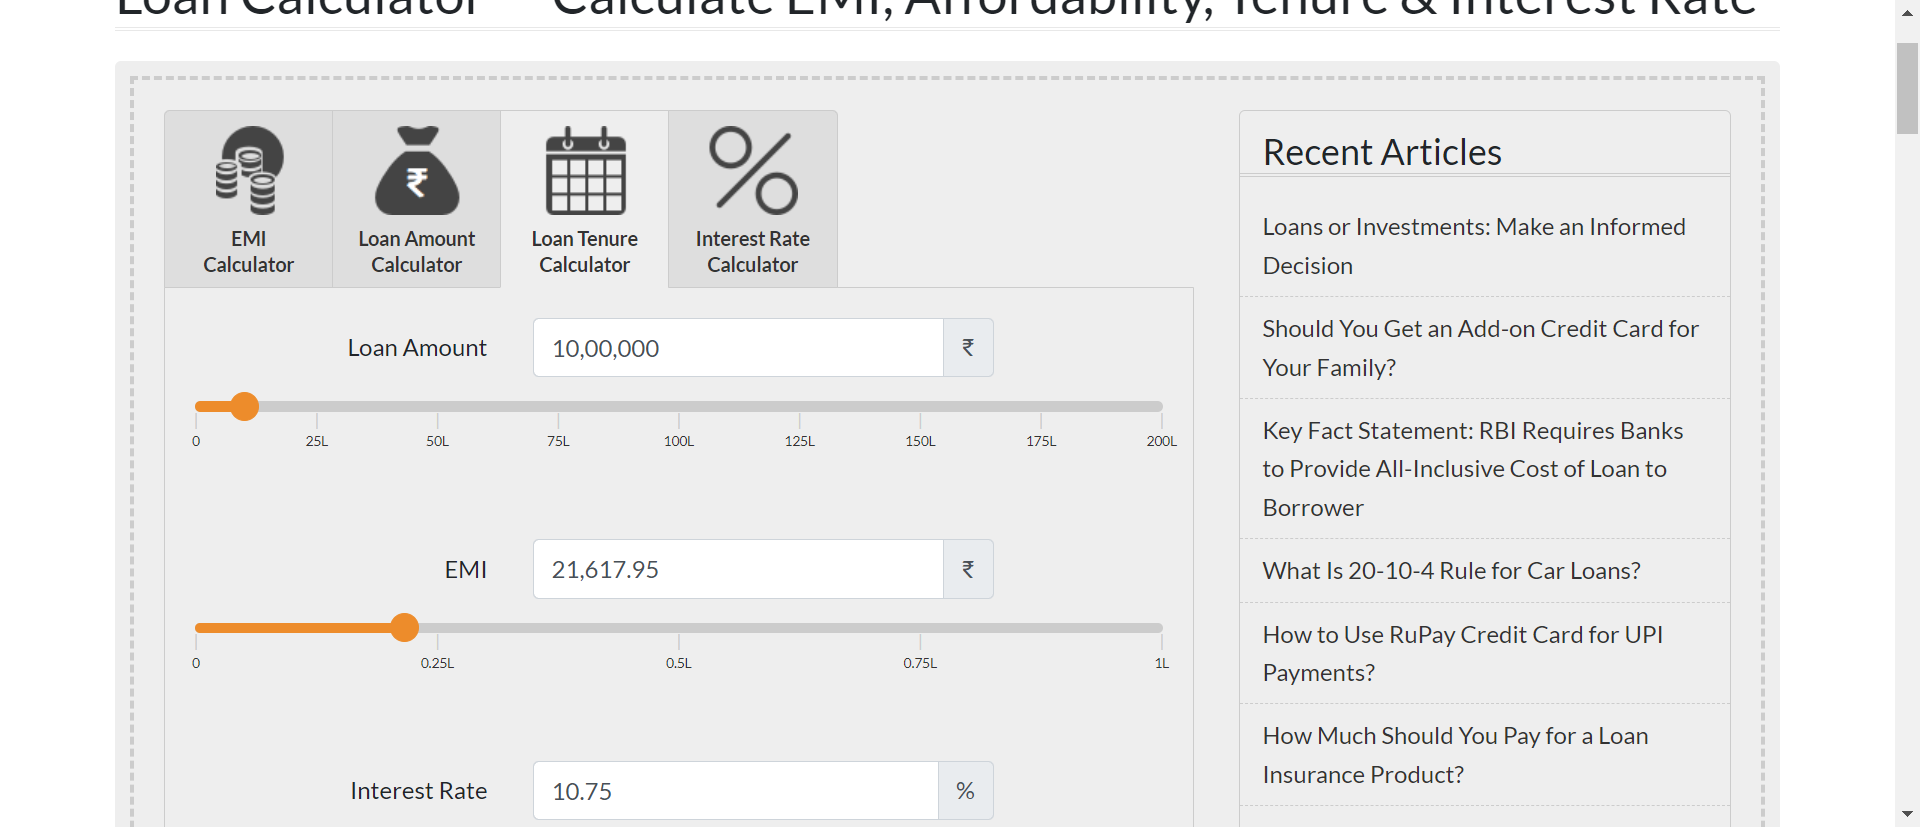 Loan Calculator — Calculate EMI, Affordability, Tenure & Interest Rate
EMI
Calculator
Loan Amount
Calculator
Loan Tenure
Calculator
Interest Rate
Calculator
Loan Amount
10,00,000
₹
0
25L
50L
75L
100L
125L
150L
175L
200L
EMI
21,617.95
₹
0
0.25L
0.5L
0.75L
1L
Interest Rate
10.75
%
Recent Articles
Loans or Investments: Make an Informed
Decision
Should You Get an Add-on Credit Card for
Your Family?
Key Fact Statement: RBI Requires Banks
to Provide All-Inclusive Cost of Loan to
Borrower
What Is 20-10-4 Rule for Car Loans?
How to Use RuPay Credit Card for UPI
Payments?
How Much Should You Pay for a Loan
Insurance Product?